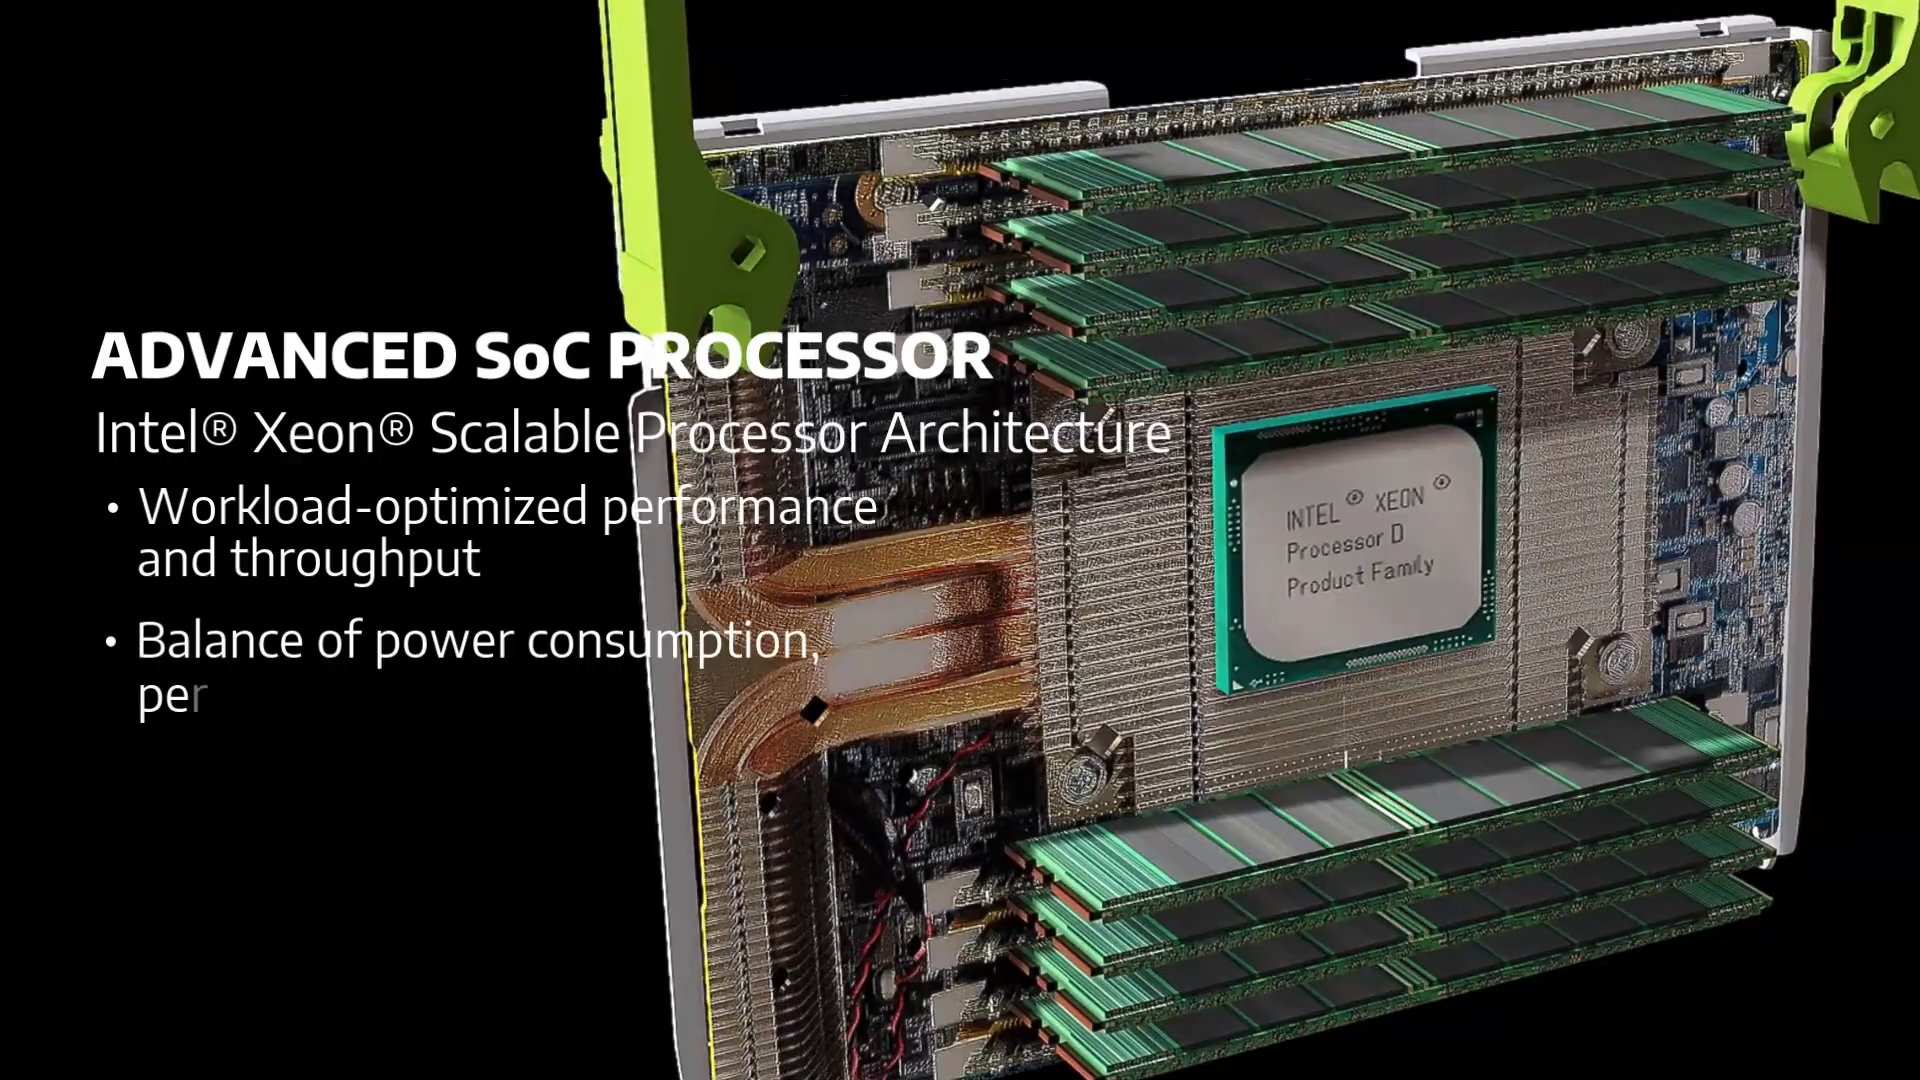 ADVANCED SoC PROCESSOR
Intel® Xeon® Scalable Processor Architecture
• Workload-optimized performance
and throughput
• Balance of power consumption,
per
INTEL ® XEON ®
Processor D
Product Family